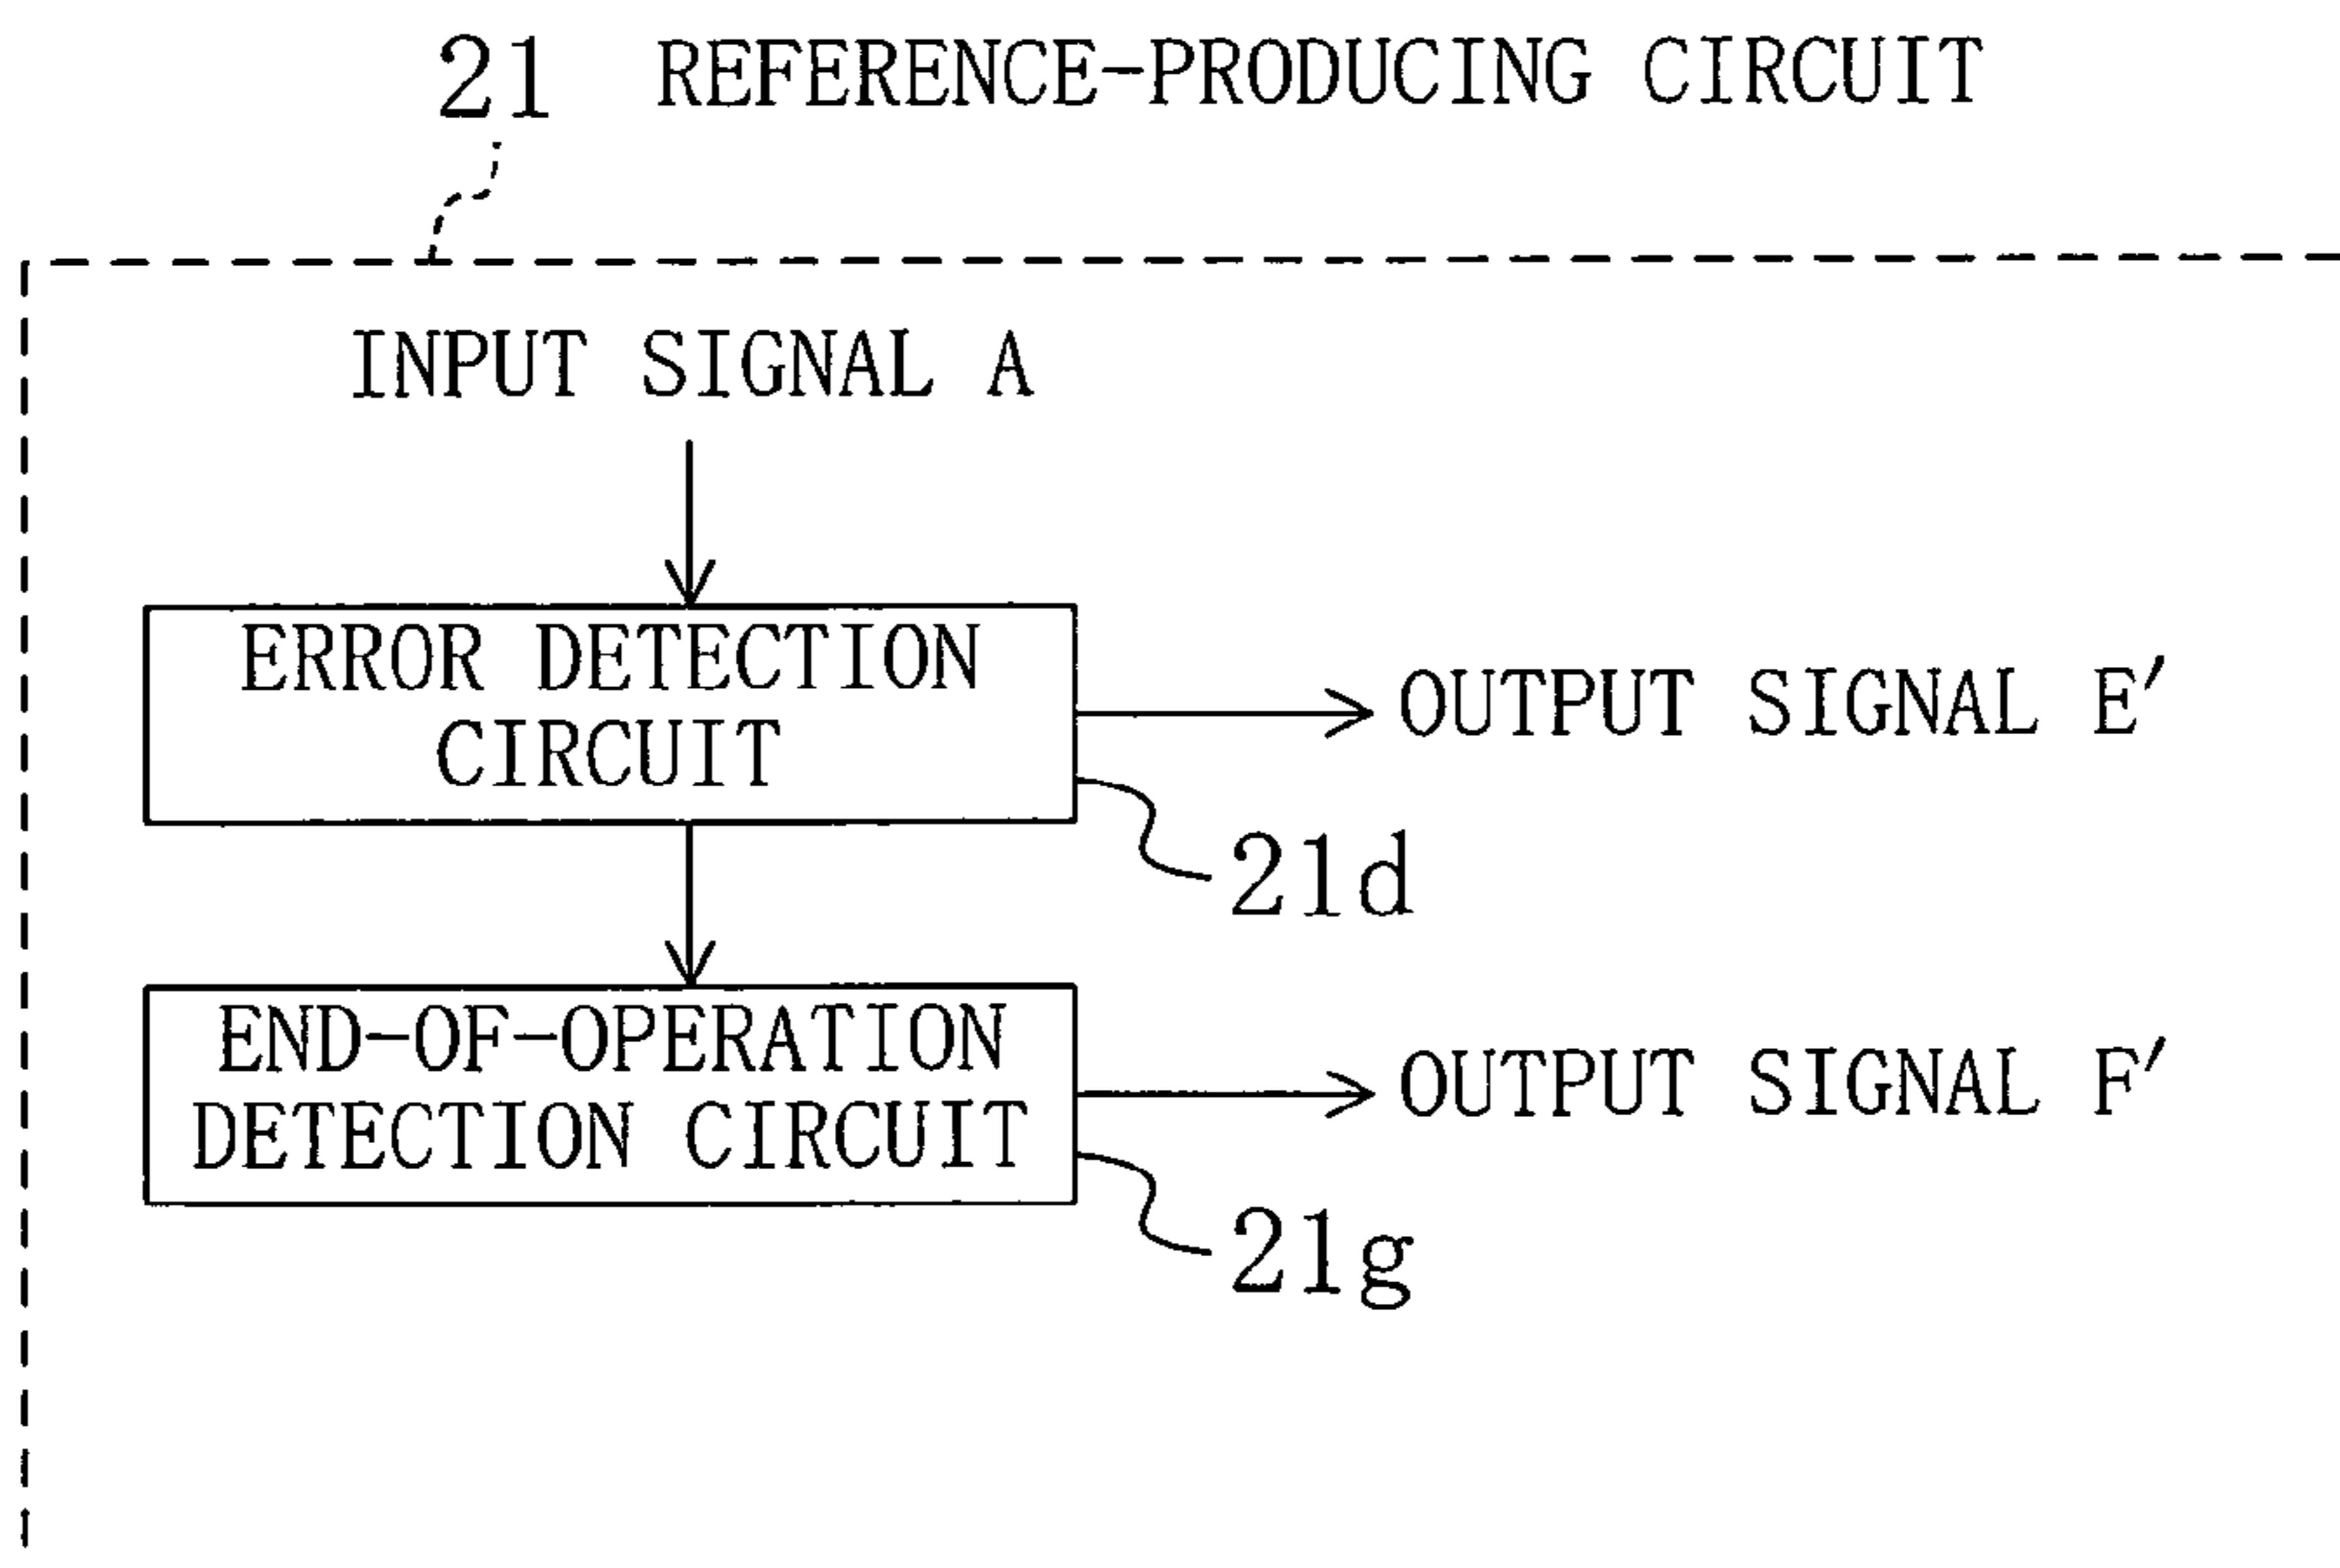 21 REFERENCE-PRODUCING CIRCUIT
INPUT SIGNAL A
ERROR DETECTION
CIRCUIT
OUTPUT SIGNAL E′
21d
END-OF-OPERATION
DETECTION CIRCUIT
OUTPUT SIGNAL F′
21g